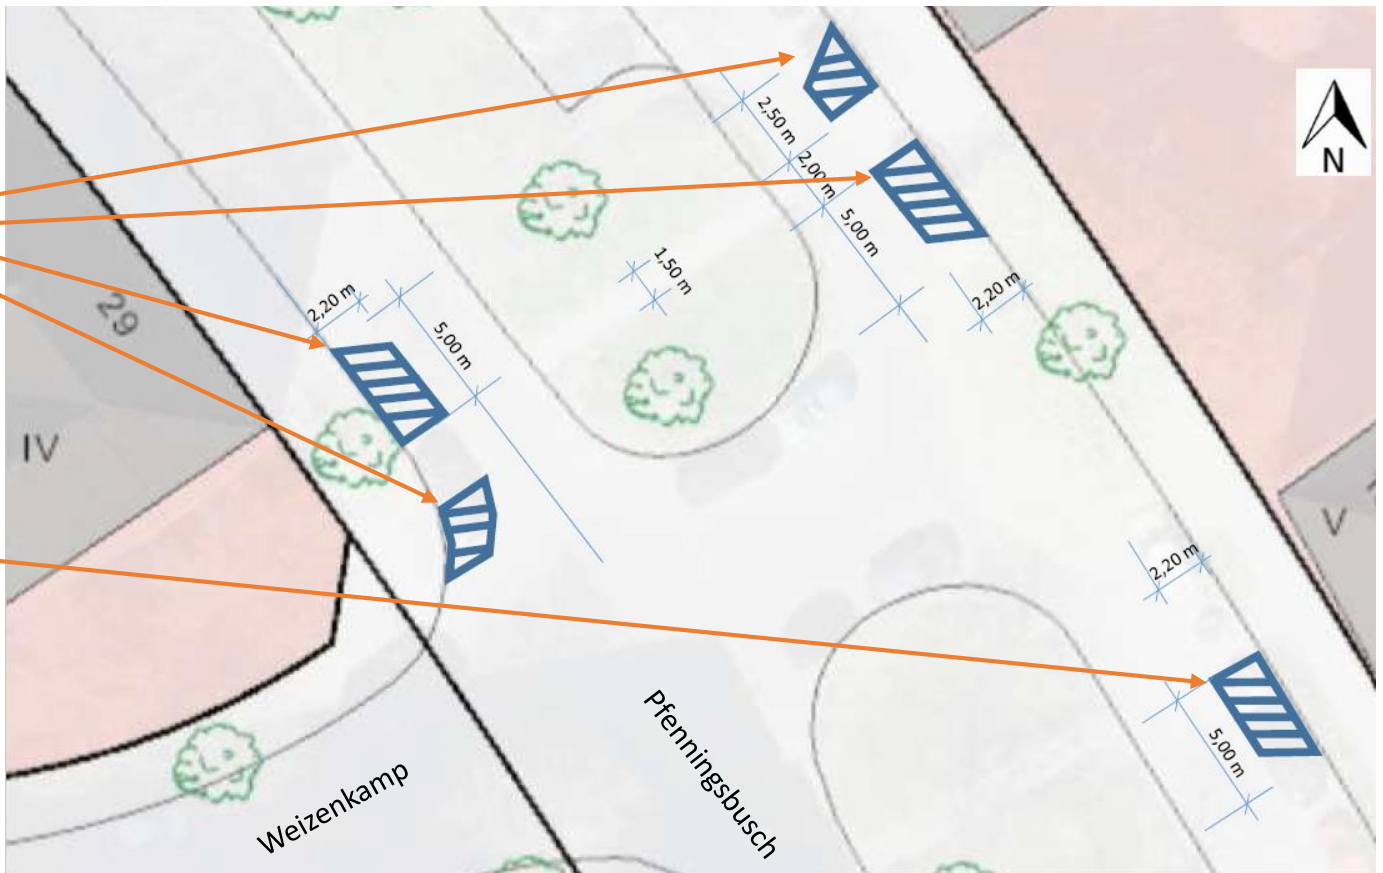 2,50 m
2,00 m
N
5,00 m
1,50 m
2,20 m
2,20 m
29
5,00 m
IV
V
2,20 m
Pfenningsbusch
5,00 m
Weizenkamp